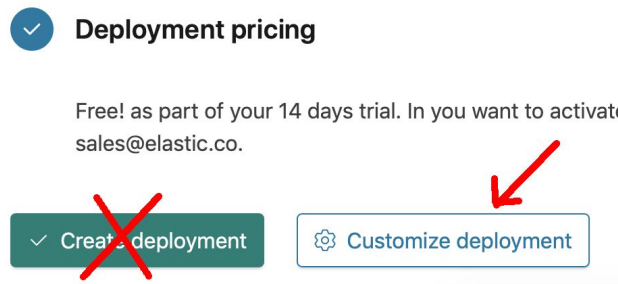 Deployment pricing
Free! as part of your 14 days trial. In you want to activate
sales@elastic.co.
Create deployment
Customize deployment